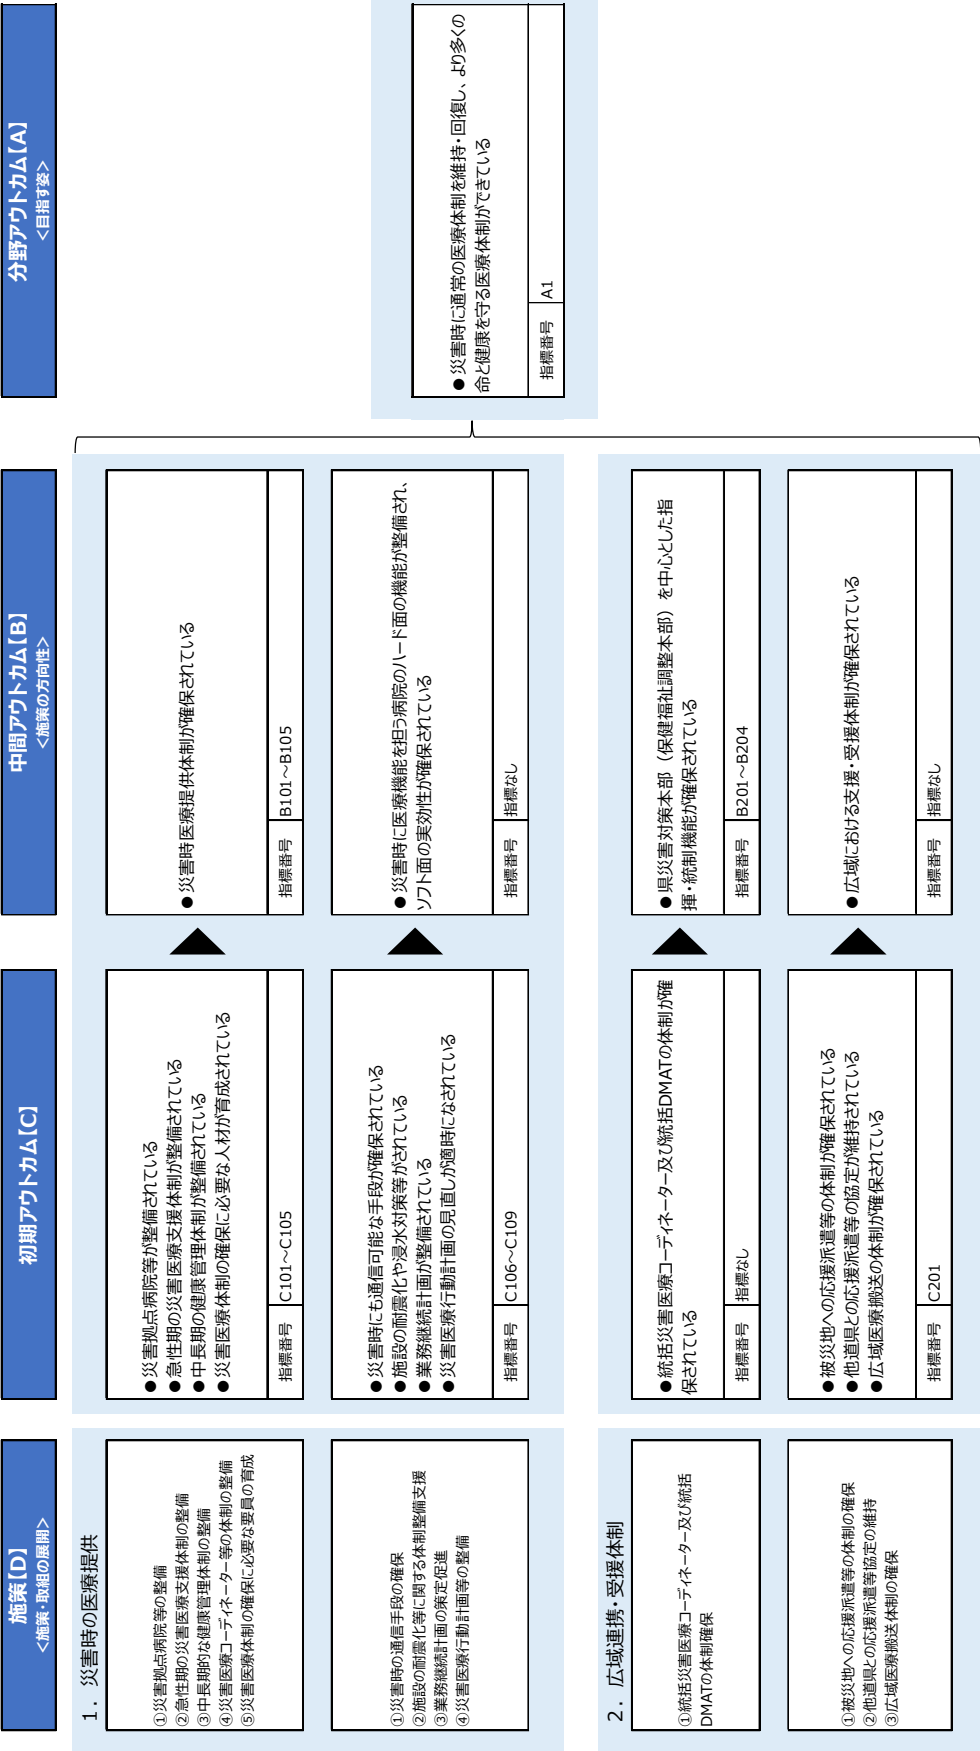 施策【D】
<施策・取組の展開>
初期アウトカム【C】
中間アウトカム【B】
<施策の方向性>
分野アウトカム【A】
<目指す姿>
1．災害時の医療提供
①災害拠点病院等の整備
②急性期の災害医療支援体制の整備
③中長期的な健康管理体制の整備
④災害医療コーディネーター等の体制の整備
⑤災害医療体制の確保に必要な要員の育成
●災害拠点病院等が整備されている
●急性期の災害医療支援体制が整備されている
●中長期の健康管理体制が整備されている
●災害医療体制の確保に必要な人材が育成されている
指標番号 C101～C105
●災害時医療提供体制が確保されている
指標番号 B101～B105
①災害時の通信手段の確保
②施設の耐震化等に関する体制整備支援
③業務継続計画の策定促進
④災害医療行動計画等の整備
●災害時にも通信可能な手段が確保されている
●施設の耐震化や浸水対策等がされている
●業務継続計画が整備されている
●災害医療行動計画の見直しが適時になされている
指標番号 C106～C109
●災害時に医療機能を担う病院のハード面の機能が整備され、
ソフト面の実効性が確保されている
指標番号 指標なし
2．広域連携・受援体制
①統括災害医療コーディネーター及び統括
DMATの体制確保
●統括災害医療コーディネーター及び統括DMATの体制が確
保されている
指標番号 指標なし
●県災害対策本部（保健福祉調整本部）を中心とした指
揮・統制機能が確保されている
指標番号 B201～B204
①被災地への応援派遣等の体制の確保
②他道県との応援派遣等協定の維持
③広域医療搬送体制の確保
●被災地への応援派遣等の体制が確保されている
●他道県との応援派遣等の協定が維持されている
●広域医療搬送の体制が確保されている
指標番号 C201
●広域における支援・受援体制が確保されている
指標番号 指標なし
●災害時に通常の医療体制を維持・回復し、より多くの
命と健康を守る医療体制ができている
指標番号 A1